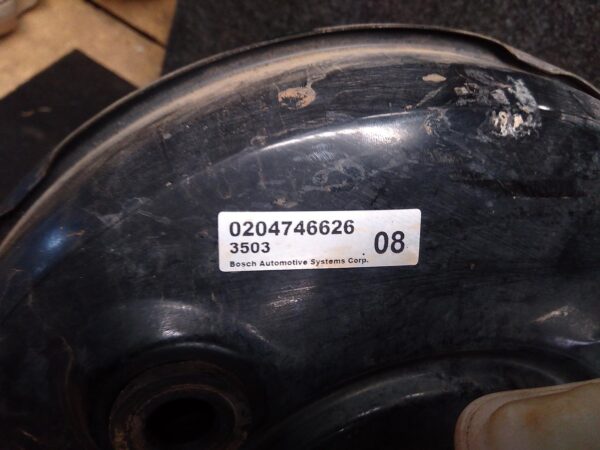 0204746626
3503 08
Bosch Automotive Systems Corp.